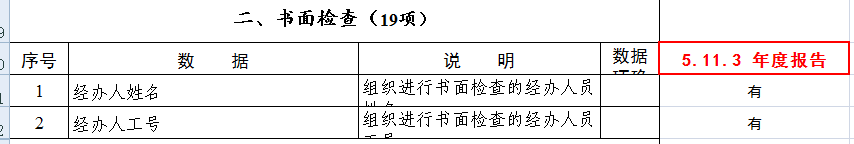 二、书面检查（19项）
序号 数 据 说 明 数据 5.11.3 年度报告
1 经办人姓名 组织进行书面检查的经办人员 有
2 经办人工号 组织进行书面检查的经办人员 有